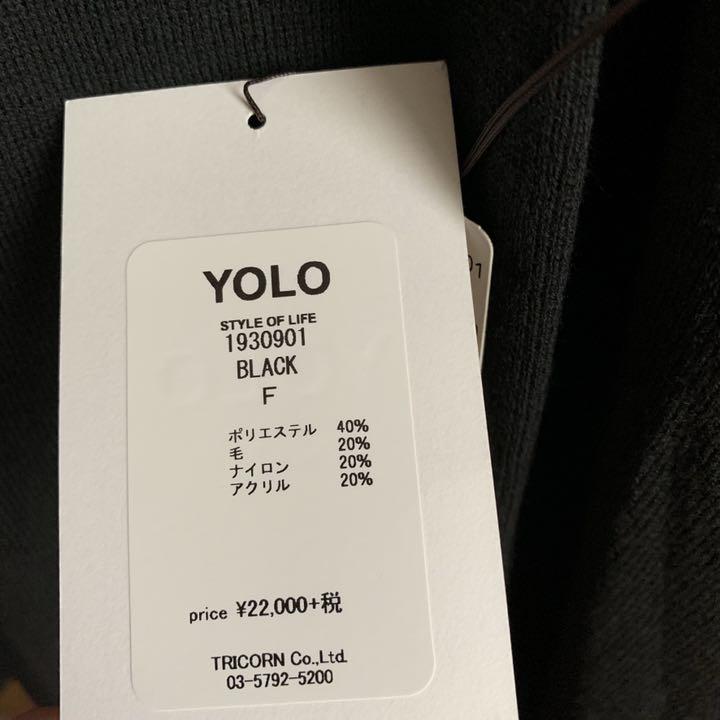 YOLO
STYLE OF LIFE
1930901
BLACK
F
ポリエステル 40%
毛 20%
ナイロン 20%
アクリル 20%
price ¥22,000+税
TRICORN Co.,Ltd.
03-5792-5200